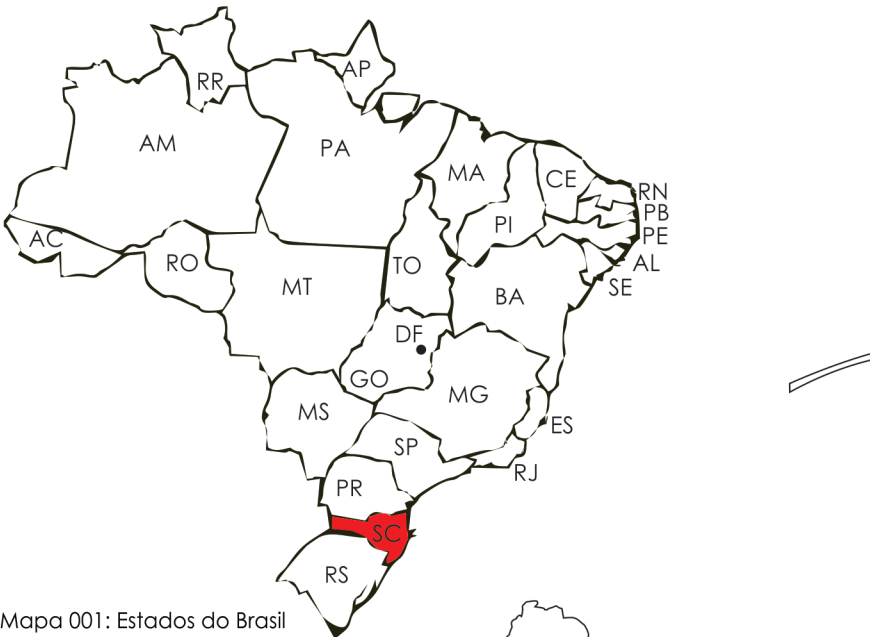 AP
RR
AM
PA
MA
CE
RN
PB
PI
PE
AC
AL
RO
TO
SE
MT
BA
DF
GO
MG
MS
ES
SP
RJ
PR
SC
RS
Mapa 001: Estados do Brasil